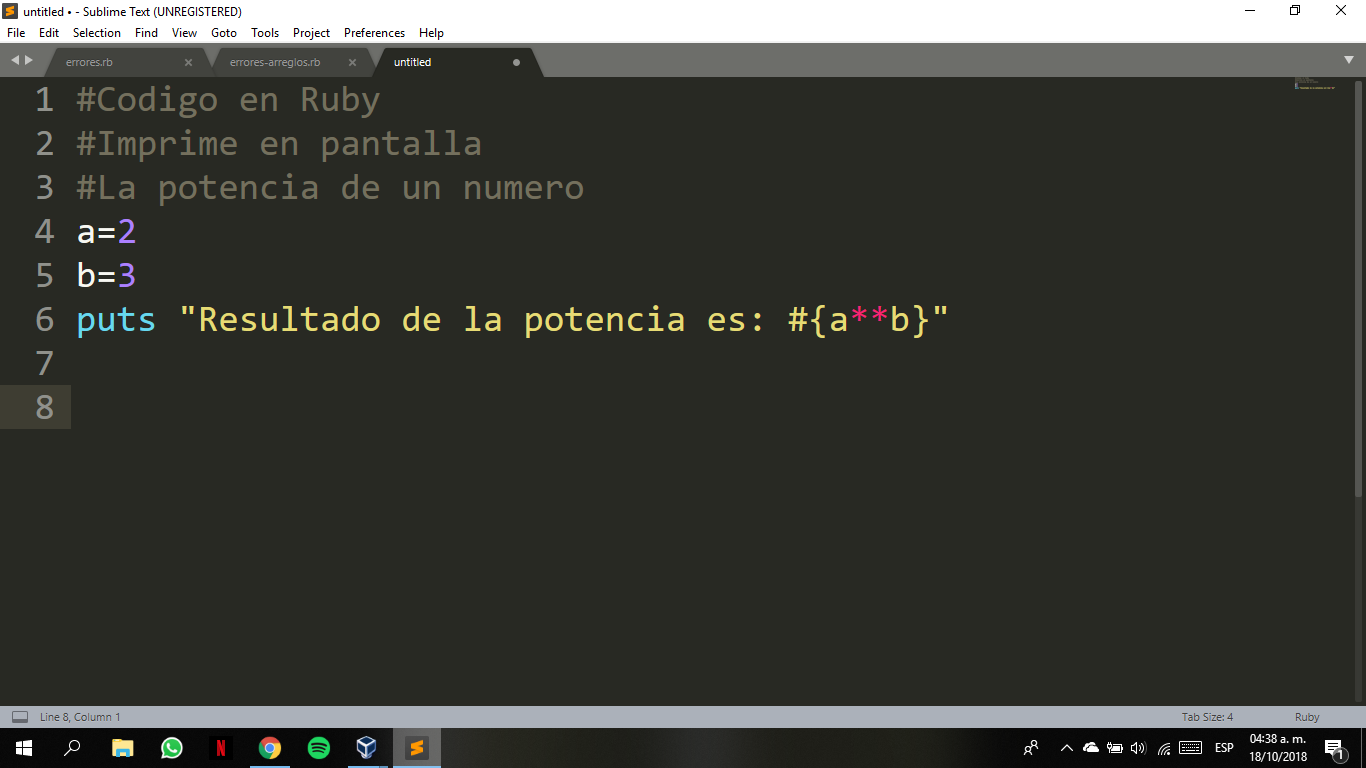 untitled • - Sublime Text (UNREGISTERED)
File Edit Selection Find View Goto Tools Project Preferences Help
errores.rb errores-arreglos.rb untitled
1 #Codigo en Ruby
2 #Imprime en pantalla
3 #La potencia de un numero
4 a=2
5 b=3
6 puts "Resultado de la potencia es: #{a**b}"
7
8
Line 8, Column 1 Tab Size: 4 Ruby
ESP 04:38 a. m.
18/10/2018 1